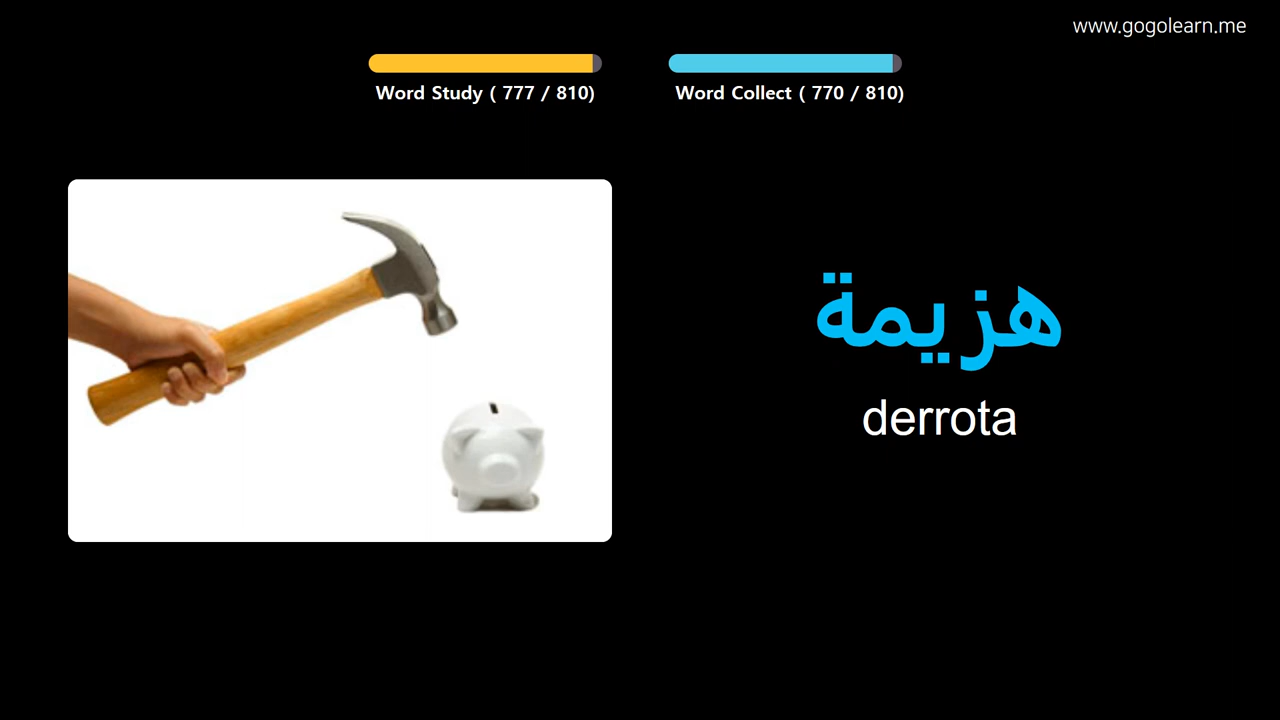 www.gogolearn.me
Word Study ( 777 / 810)
Word Collect ( 770 / 810)
هزيمة
derrota